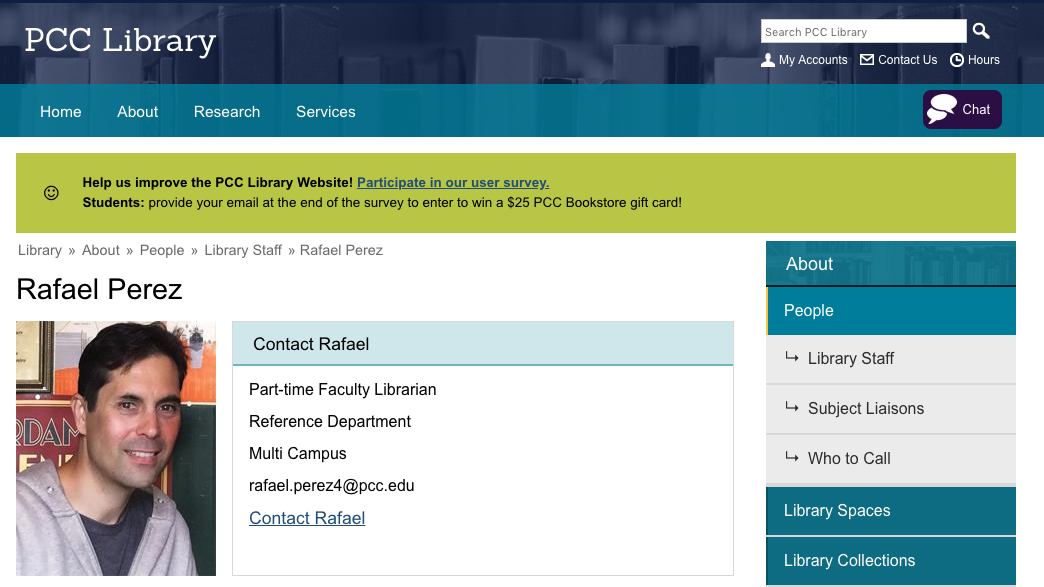 PCC Library
Search PCC Library
My Accounts
Contact Us
Hours
Home
About
Research
Services
Chat
Help us improve the PCC Library Website! Participate in our user survey.
Students: provide your email at the end of the survey to enter to win a $25 PCC Bookstore gift card!
Library » About » People » Library Staff » Rafael Perez
Rafael Perez
Contact Rafael
Part-time Faculty Librarian
Reference Department
Multi Campus
rafael.perez4@pcc.edu
Contact Rafael
About
People
Library Staff
Subject Liaisons
Who to Call
Library Spaces
Library Collections